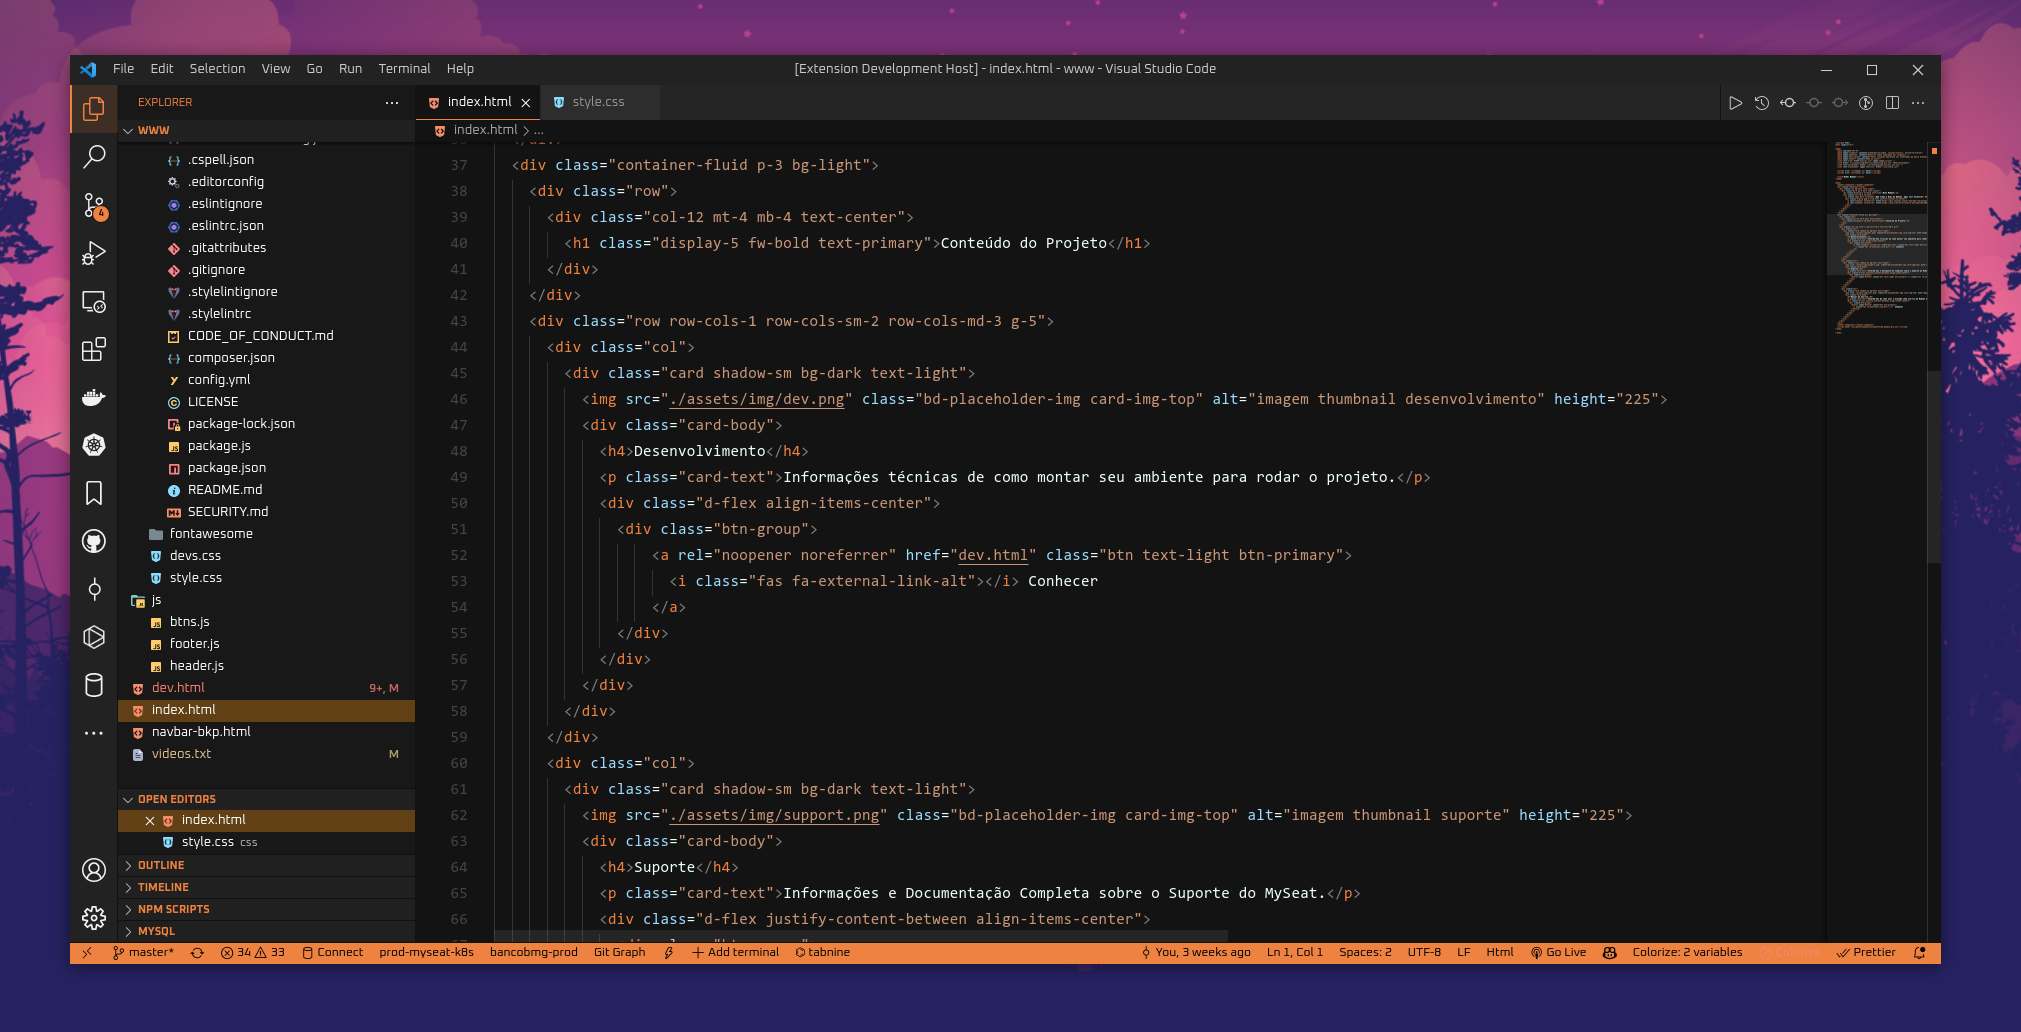 File Edit Selection View Go Run Terminal Help
[Extension Development Host] - index.html - www - Visual Studio Code
EXPLORER
index.html
style.css
WWW
index.html > ...
.cspell.json
.editorconfig
.eslintignore
.eslintrc.json
.gitattributes
.gitignore
.stylelintignore
.stylelintrc
CODE_OF_CONDUCT.md
composer.json
config.yml
LICENSE
package-lock.json
package.js
package.json
README.md
SECURITY.md
fontawesome
devs.css
style.css
js
btns.js
footer.js
header.js
dev.html 9+, M
index.html
navbar-bkp.html
videos.txt M
OPEN EDITORS
index.html
style.css css
OUTLINE
TIMELINE
NPM SCRIPTS
MYSQL
4
37 <div class="container-fluid p-3 bg-light">
38 <div class="row">
39 <div class="col-12 mt-4 mb-4 text-center">
40 <h1 class="display-5 fw-bold text-primary">Conteúdo do Projeto</h1>
41 </div>
42 </div>
43 <div class="row row-cols-1 row-cols-sm-2 row-cols-md-3 g-5">
44 <div class="col">
45 <div class="card shadow-sm bg-dark text-light">
46 <img src="./assets/img/dev.png" class="bd-placeholder-img card-img-top" alt="imagem thumbnail desenvolvimento" height="225">
47 <div class="card-body">
48 <h4>Desenvolvimento</h4>
49 <p class="card-text">Informações técnicas de como montar seu ambiente para rodar o projeto.</p>
50 <div class="d-flex align-items-center">
51 <div class="btn-group">
52 <a rel="noopener noreferrer" href="dev.html" class="btn text-light btn-primary">
53 <i class="fas fa-external-link-alt"></i> Conhecer
54 </a>
55 </div>
56 </div>
57 </div>
58 </div>
59 </div>
60 <div class="col">
61 <div class="card shadow-sm bg-dark text-light">
62 <img src="./assets/img/support.png" class="bd-placeholder-img card-img-top" alt="imagem thumbnail suporte" height="225">
63 <div class="card-body">
64 <h4>Suporte</h4>
65 <p class="card-text">Informações e Documentação Completa sobre o Suporte do MySeat.</p>
66 <div class="d-flex justify-content-between align-items-center">
master* 34 33 Connect prod-myseat-k8s bancobmg-prod Git Graph Add terminal tabnine
You, 3 weeks ago Ln 1, Col 1 Spaces: 2 UTF-8 LF Html Go Live Colorize: 2 variables Colorize Prettier